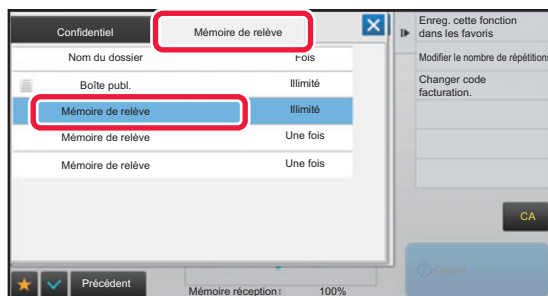 Confidentiel
Mémoire de relève
Nom du dossier
Fois
Boîte publ.
Illimité
Mémoire de relève
Illimité
Mémoire de relève
Une fois
Mémoire de relève
Une fois
Enreg. cette fonction
dans les favoris
Modifier le nombre de répétitions
Changer code
facturation.
CA
Départ
Précédent
Mémoire réception:
100%